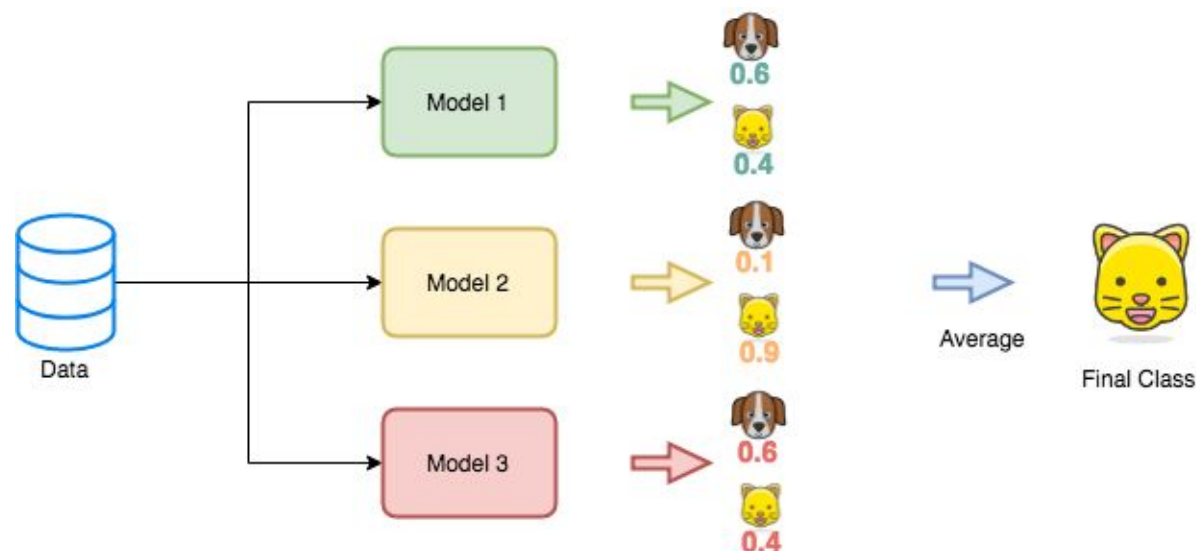 Data
Model 1
0.6
0.4
Model 2
0.1
0.9
Model 3
0.6
0.4
Average
Final Class